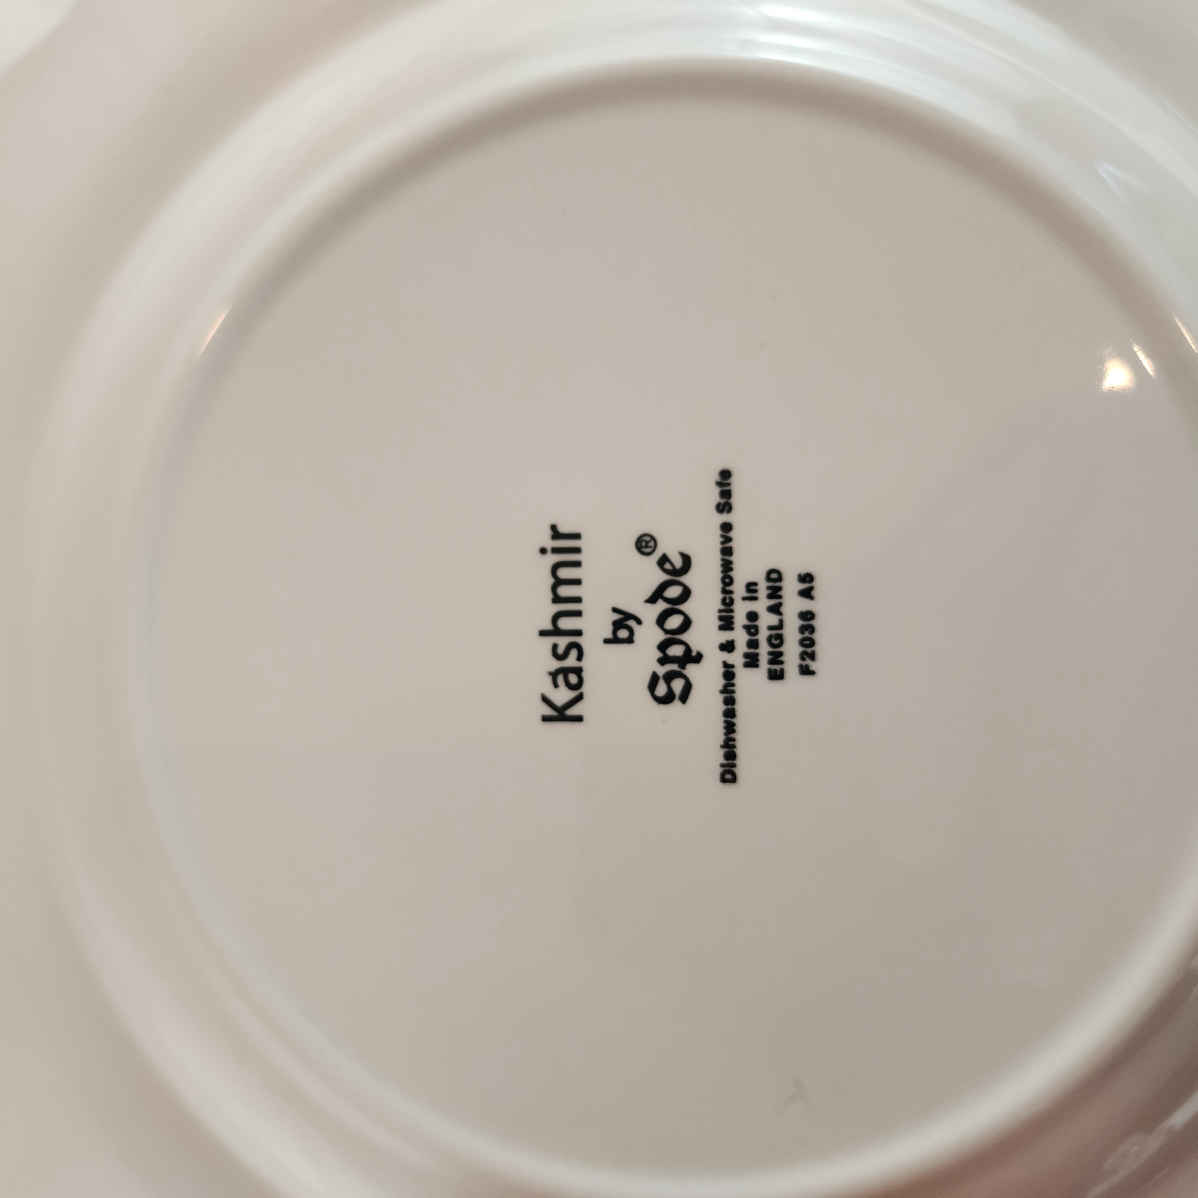 Kashmir
by
Spode®
Dishwasher & Microwave Safe
Made in
ENGLAND
F2036 A5